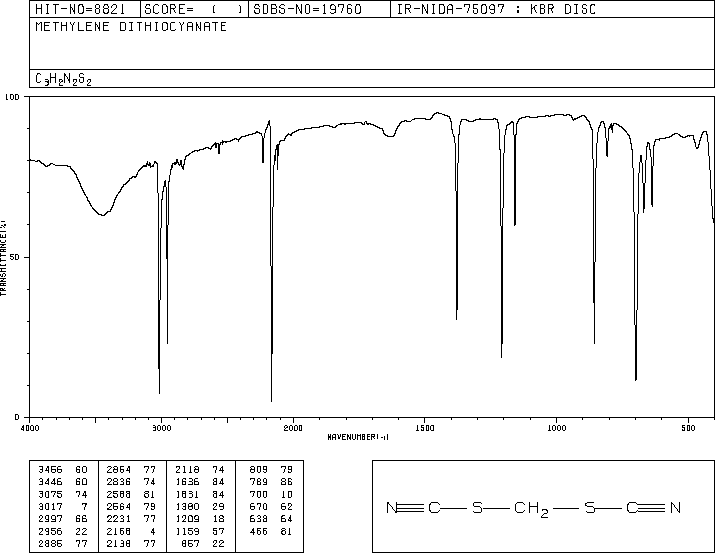 HIT-NO=8821 SCORE= ( ) SDBS-NO=19760 IR-NIDA-75097 : KBR DISC
METHYLENE DITHIOCYANATE
C3H2N2S2
100
50
0
TRANSMITTANCE(%)
4000 3000 2000 1500 1000 500
WAVENUMBER(-1)
3466 60 2864 77 2118 74 809 79
3446 60 2836 74 1636 84 789 86
3075 74 2588 81 1631 84 700 10
3017 7 2564 79 1380 29 670 62
2997 66 2231 77 1209 18 638 64
2956 22 2168 4 1159 57 466 81
2885 77 2138 77 857 22
N≡C—S—CH2—S—C≡N